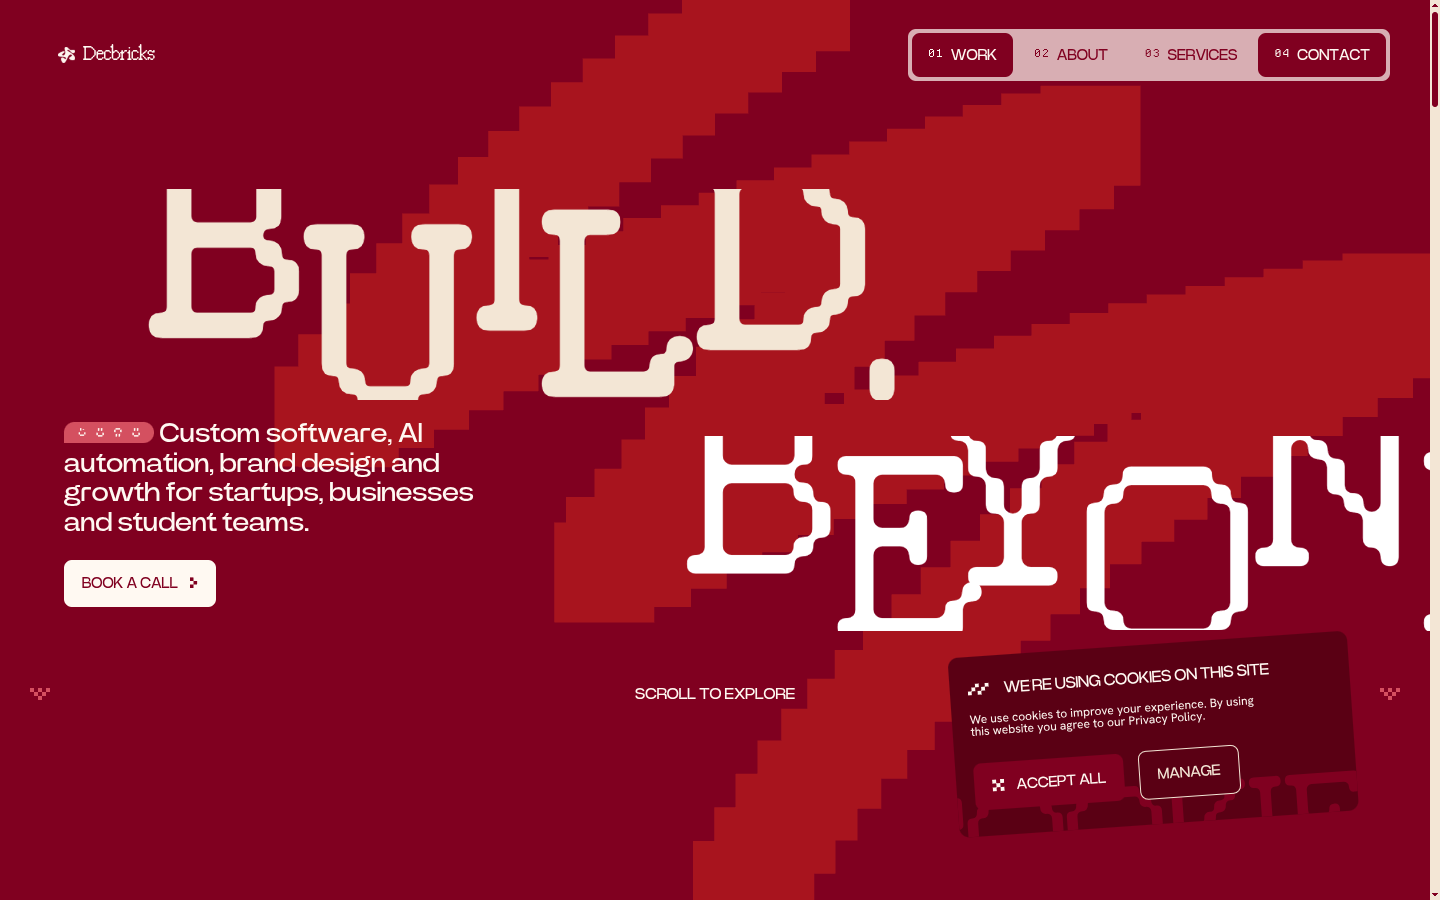 Decbricks
01 WORK
02 ABOUT
03 SERVICES
04 CONTACT
BUILD.
Custom software, AI
automation, brand design and
growth for startups, businesses
and student teams.
BOOK A CALL
BEYON
SCROLL TO EXPLORE
WE'RE USING COOKIES ON THIS SITE
We use cookies to improve your experience. By using
this website you agree to our Privacy Policy.
ACCEPT ALL
MANAGE